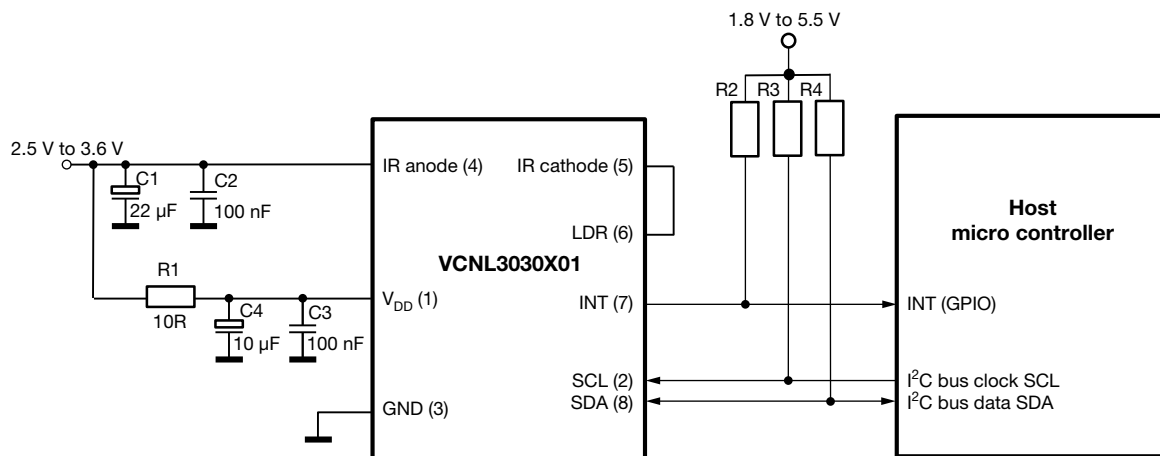 1.8 V to 5.5 V
R2 R3 R4
2.5 V to 3.6 V
C1
22 µF
C2
100 nF
IR anode (4)
IR cathode (5)
LDR (6)
Host
micro controller
VCNL3030X01
R1
10R
C4
10 µF
C3
100 nF
VDD (1)
INT (7)
INT (GPIO)
SCL (2)
I²C bus clock SCL
GND (3)
SDA (8)
I²C bus data SDA